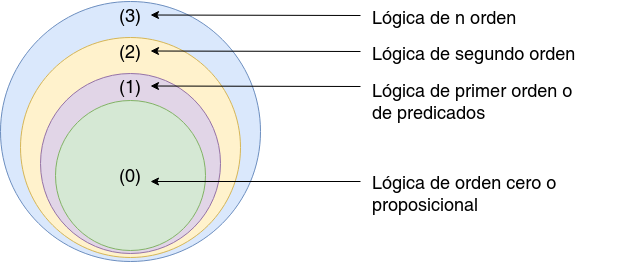 (3) Lógica de n orden
(2) Lógica de segundo orden
(1) Lógica de primer orden o
de predicados
(0) Lógica de orden cero o
proposicional